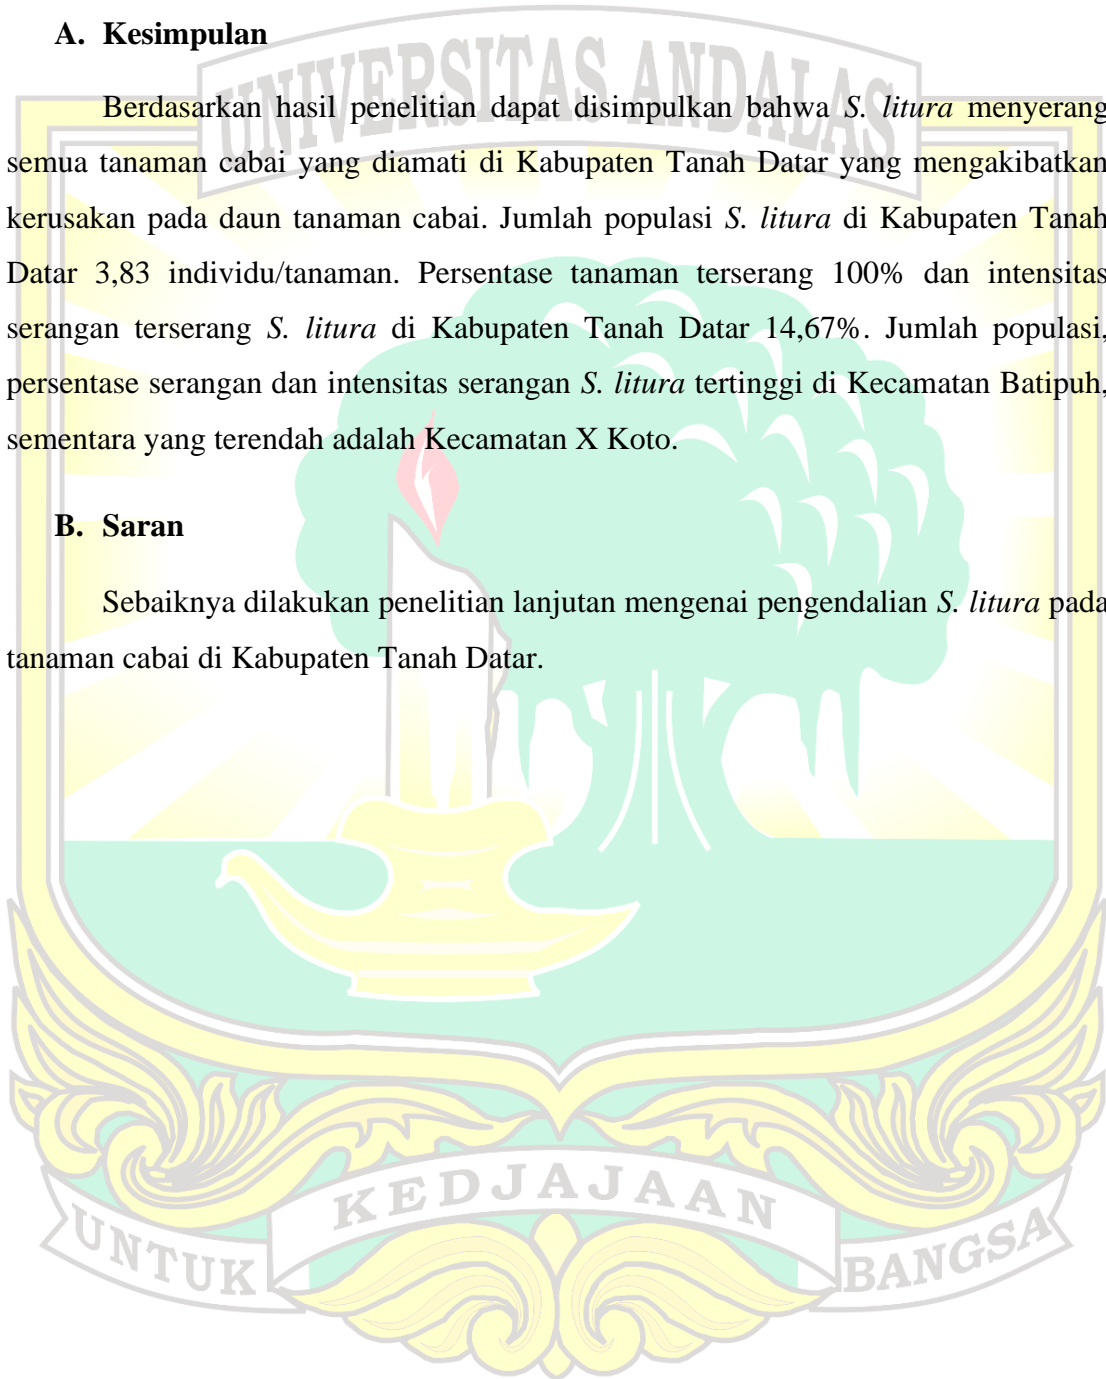 A. Kesimpulan
UNIVERSITAS ANDALAS
Berdasarkan hasil penelitian dapat disimpulkan bahwa S. litura menyerang
semua tanaman cabai yang diamati di Kabupaten Tanah Datar yang mengakibatkan
kerusakan pada daun tanaman cabai. Jumlah populasi S. litura di Kabupaten Tanah
Datar 3,83 individu/tanaman. Persentase tanaman terserang 100% dan intensitas
serangan terserang S. litura di Kabupaten Tanah Datar 14,67%. Jumlah populasi,
persentase serangan dan intensitas serangan S. litura tertinggi di Kecamatan Batipuh,
sementara yang terendah adalah Kecamatan X Koto.
B. Saran
Sebaiknya dilakukan penelitian lanjutan mengenai pengendalian S. litura pada
tanaman cabai di Kabupaten Tanah Datar.
UNTUK KEDJAJAAN BANGSA